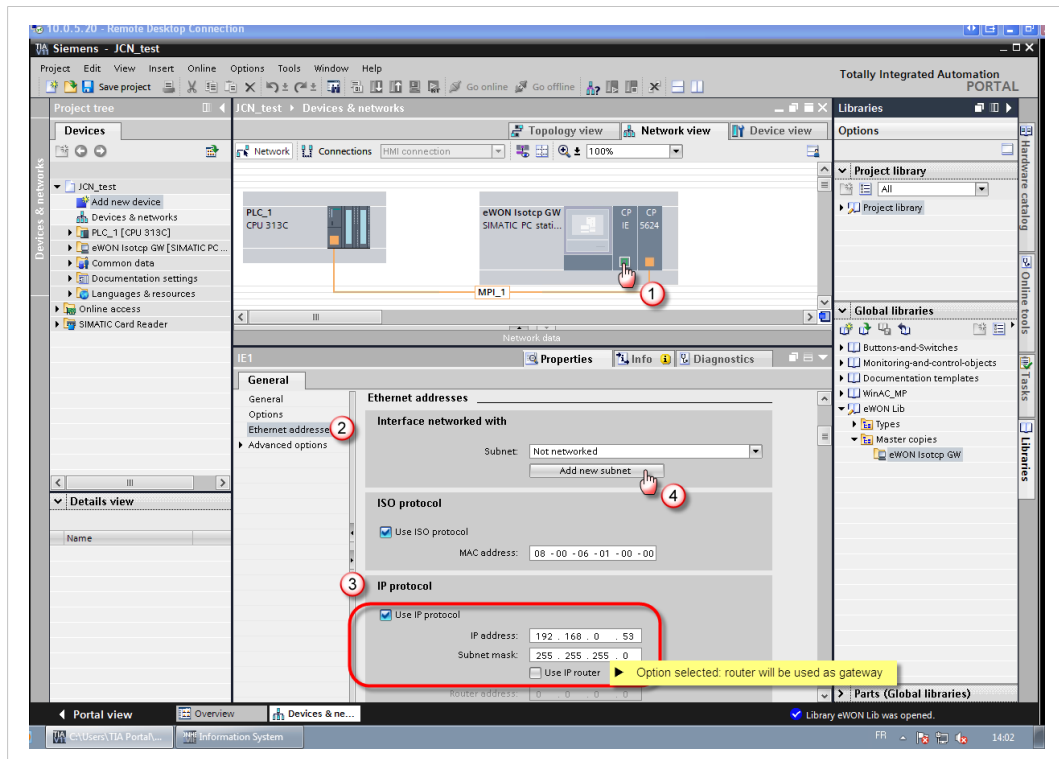 10.0.5.20 - Remote Desktop Connection
Siemens - JCN_test
Project Edit View Insert Online Options Tools Window Help
Totally Integrated Automation
PORTAL
Save project
Go online
Go offline
Project tree
JCN_test Devices & networks
Libraries
Devices
Topology view
Network view
Device view
Options
Network
Connections
HMI connection
100%
Devices & networks
JCN_test
Add new device
Devices & networks
PLC_1 [CPU 313C]
eWON Isotcp GW [SIMATIC PC ...
Common data
Documentation settings
Languages & resources
Online access
SIMATIC Card Reader
PLC_1
CPU 313C
eWON Isotcp GW
SIMATIC PC stati...
CP
IE
CP
5624
MPI_1
1
Project library
All
Project library
Hardware catalog
Online tools
Tasks
Libraries
Network data
Global libraries
Buttons-and-Switches
Monitoring-and-control-objects
Documentation templates
WinAC_MP
eWON Lib
Types
Master copies
eWON Isotcp GW
IE1
Properties
Info
Diagnostics
General
General
Options
Ethernet addresses
2
Advanced options
Ethernet addresses
Interface networked with
Subnet: Not networked
Add new subnet
4
ISO protocol
Use ISO protocol
MAC address: 08 -00 -06 -01 -00 -00
3
IP protocol
Use IP protocol
IP address: 192 . 168 . 0 . 53
Subnet mask: 255 . 255 . 255 . 0
Use IP router
Option selected: router will be used as gateway
Router address: 0 . 0 . 0 . 0
Details view
Name
Parts (Global libraries)
Portal view
Overview
Devices & ne...
Library eWON Lib was opened.
C:\Users\TIA Portal\...
Information System
FR
14:02